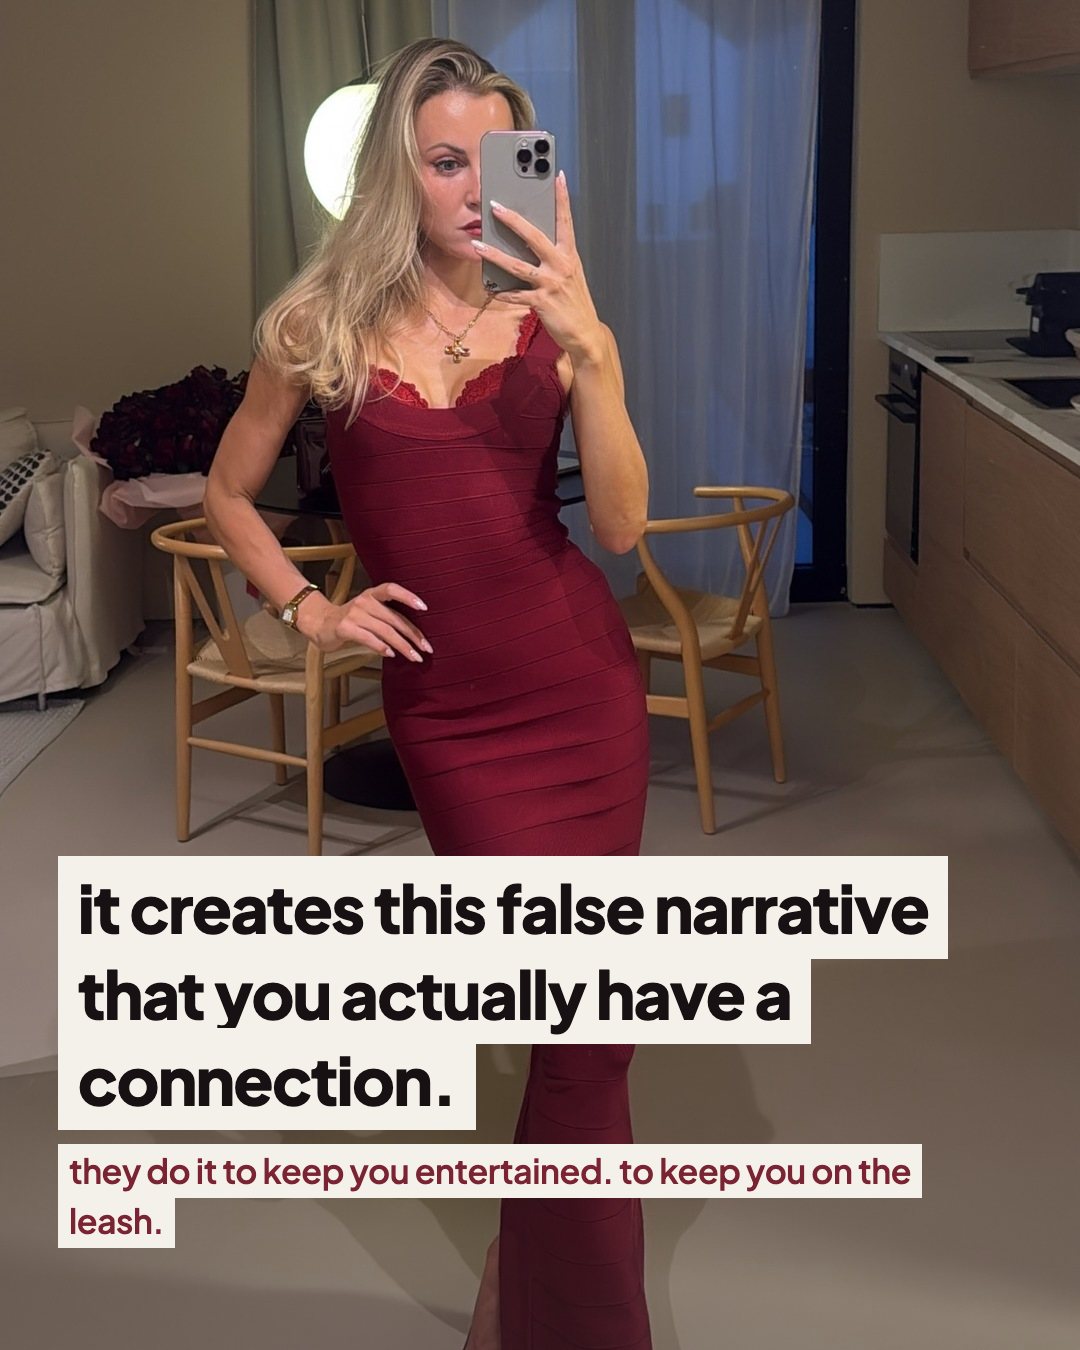 it creates this false narrative
that you actually have a
connection.
they do it to keep you entertained. to keep you on the
leash.